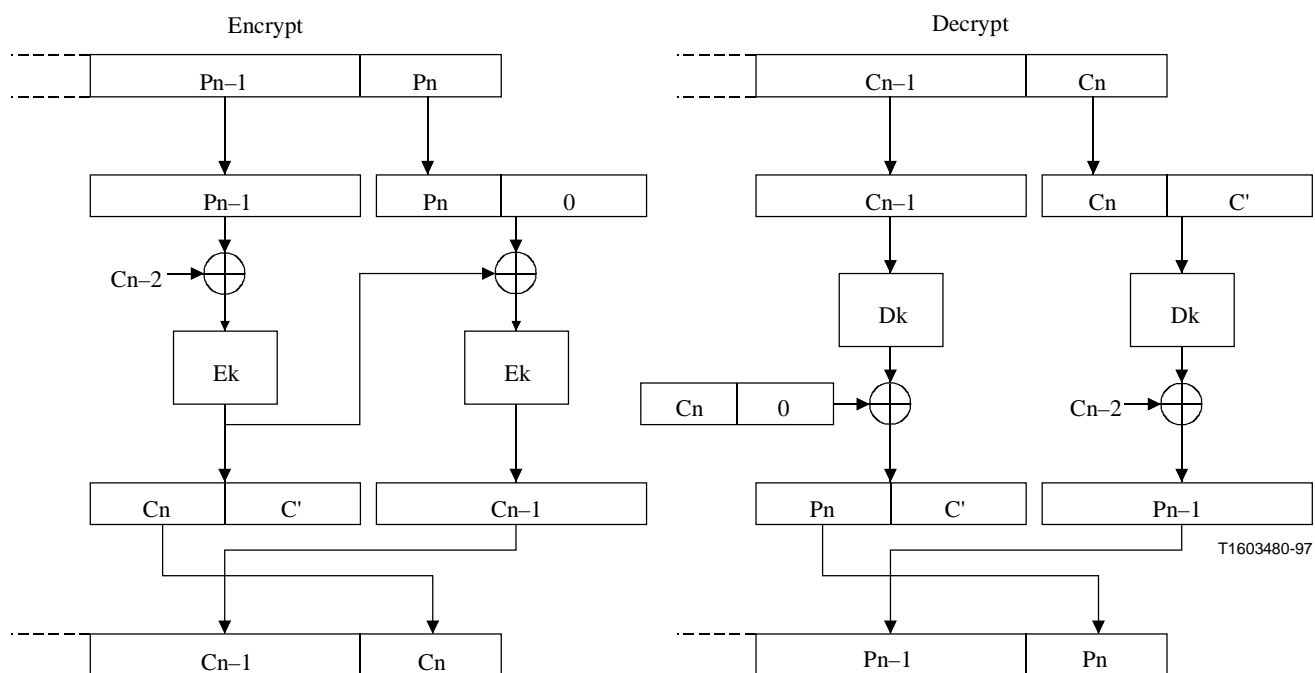 Encrypt
Decrypt
Pn–1 Pn
Cn–1 Cn
Pn–1 Pn 0
Cn–1 Cn C'
Cn–2
Dk Dk
Ek Ek
Cn 0 Cn–2
Cn C' Cn–1
Pn C' Pn–1
T1603480-97
Cn–1 Cn
Pn–1 Pn